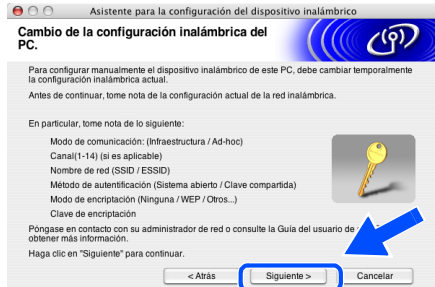 Asistente para la configuración del dispositivo inalámbrico
Cambio de la configuración inalámbrica del
PC.
Para configurar manualmente el dispositivo inalámbrico de este PC, debe cambiar temporalmente
la configuración inalámbrica actual.
Antes de continuar, tome nota de la configuración actual de la red inalámbrica.
En particular, tome nota de lo siguiente:
Modo de comunicación: (Infraestructura / Ad-hoc)
Canal(1-14) (si es aplicable)
Nombre de red (SSID / ESSID)
Método de autentificación (Sistema abierto / Clave compartida)
Modo de encriptación (Ninguna / WEP / Otros...)
Clave de encriptación
Póngase en contacto con su administrador de red o consulte la Guía del usuario de
obtener más información.
Haga clic en "Siguiente" para continuar.
< Atrás
Siguiente >
Cancelar